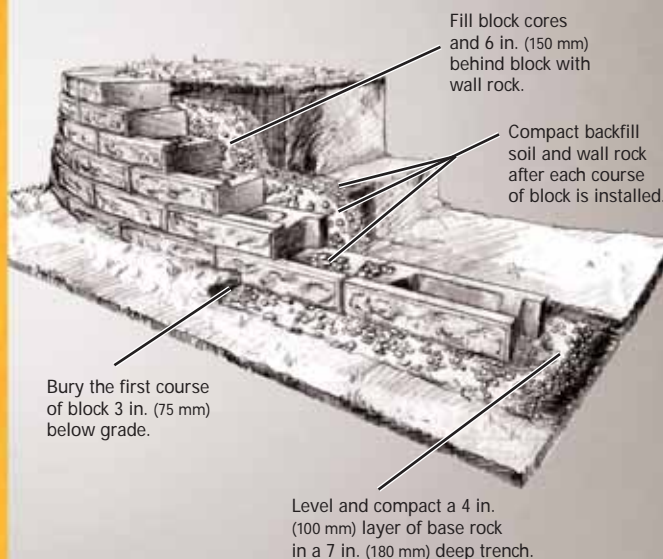 Fill block cores
and 6 in. (150 mm)
behind block with
wall rock.
Compact backfill
soil and wall rock
after each course
of block is installed.
Bury the first course
of block 3 in. (75 mm)
below grade.
Level and compact a 4 in.
(100 mm) layer of base rock
in a 7 in. (180 mm) deep trench.